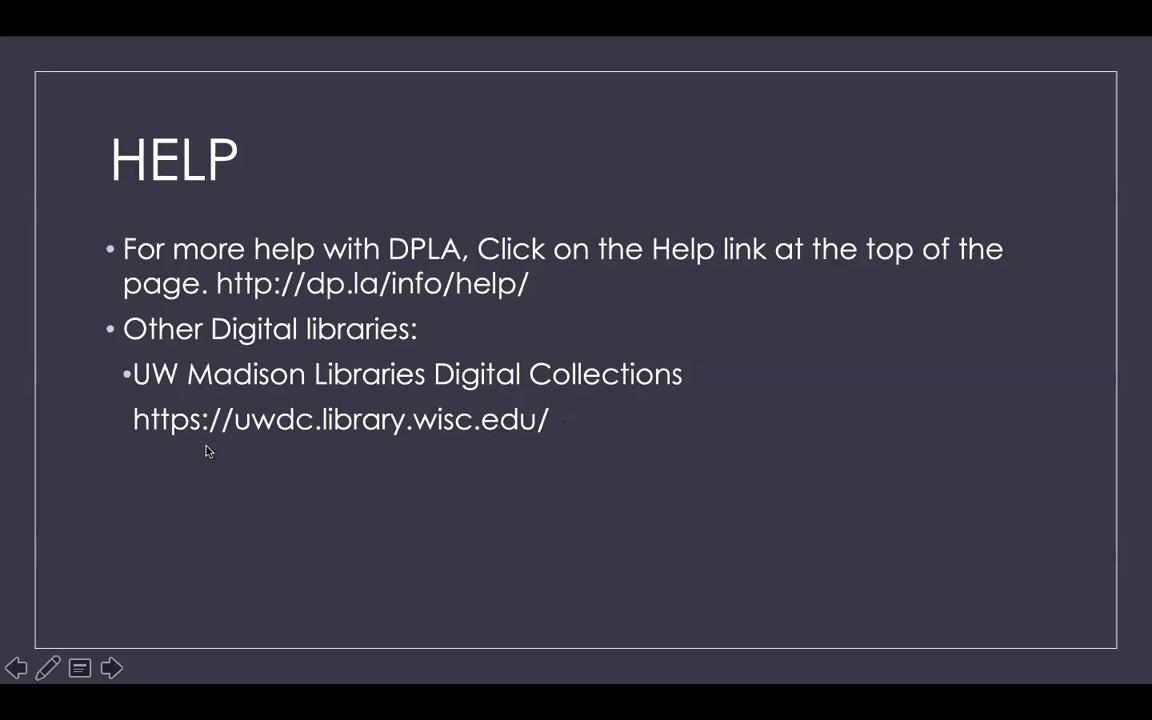 HELP
• For more help with DPLA, Click on the Help link at the top of the
page. http://dp.la/info/help/
• Other Digital libraries:
•UW Madison Libraries Digital Collections
https://uwdc.library.wisc.edu/